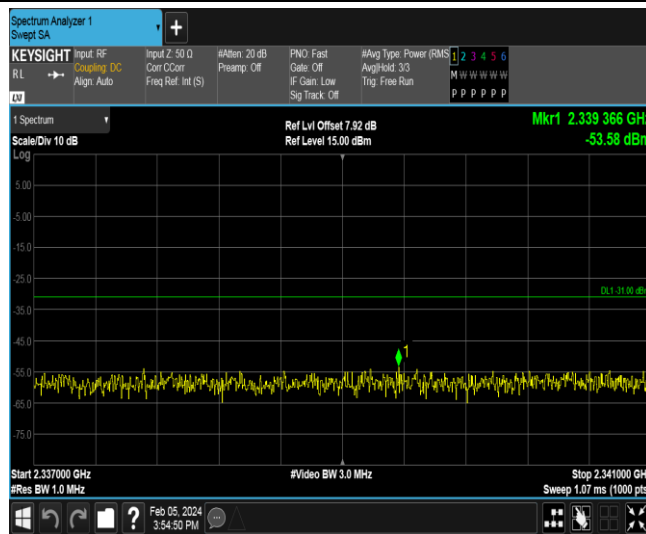 Spectrum Analyzer 1
Swept SA
+
KEYSIGHT
RL
LXI
Input: RF
Coupling: DC
Align: Auto
Input Z: 50 Ω
Corr CCorr
Freq Ref: Int (S)
#Atten: 20 dB
Preamp: Off
PNO: Fast
Gate: Off
IF Gain: Low
Sig Track: Off
#Avg Type: Power (RMS
Avg|Hold: 3/3
Trig: Free Run
1 2 3 4 5 6
M W W W W W
P P P P P P
1 Spectrum
Scale/Div 10 dB
Log
Ref Lvl Offset 7.92 dB
Ref Level 15.00 dBm
Mkr1 2.339 366 GHz
-53.58 dBm
5.00
-5.00
-15.0
-25.0
DL1 -31.00 dBm
-35.0
-45.0
1
-55.0
-65.0
-75.0
Start 2.337000 GHz
#Res BW 1.0 MHz
#Video BW 3.0 MHz
Stop 2.341000 GHz
Sweep 1.07 ms (1000 pts)
?
Feb 05, 2024
3:54:50 PM